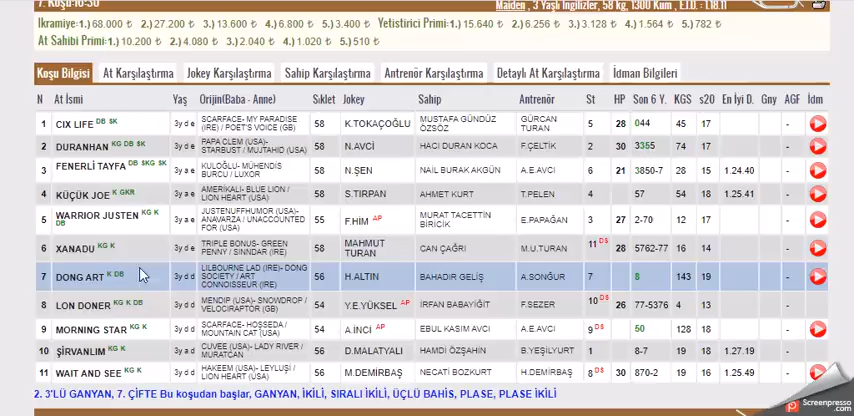 7. Koşu:16:30
Maiden , 3 Yaşlı İngilizler, 58 kg, 1300 Kum , E.İ.D. : 1.18.11
Ikramiye: 1.) 68.000 ₺ 2.) 27.200 ₺ 3.) 13.600 ₺ 4.) 6.800 ₺ 5.) 3.400 ₺ Yetistirici Primi: 1.) 15.640 ₺ 2.) 6.256 ₺ 3.) 3.128 ₺ 4.) 1.564 ₺ 5.) 782 ₺
At Sahibi Primi: 1.) 10.200 ₺ 2.) 4.080 ₺ 3.) 2.040 ₺ 4.) 1.020 ₺ 5.) 510 ₺
Koşu Bilgisi At Karşılaştırma Jokey Karşılaştırma Sahip Karşılaştırma Antrenör Karşılaştırma Detaylı At Karşılaştırma İdman Bilgileri
N At İsmi Yaş Orijin(Baba - Anne) Sıklet Jokey Sahip Antrenör St HP Son 6 Y. KGS s20 En İyi D. Gny AGF İdm
1 CIX LIFE DB SK 3y d e SCARFACE- MY PARADISE (IRE) / POET'S VOICE (GB) 58 K.TOKAÇOĞLU MUSTAFA GÜNDÜZ ÖZSÖZ GÜRCAN TURAN 5 28 044 45 17 -
2 DURANHAN KG DB SK 3y d e PAPA CLEM (USA)- STARBUST / MUJTAHID (USA) 58 N.AVCİ HACI DURAN KOCA F.ÇELTİK 2 30 3355 74 17 -
3 FENERLİ TAYFA DB SKG SK 3y a e KULOĞLU- MÜHENDİS BURCU / LUXOR 58 N.ŞEN NAİL BURAK AKGÜN A.E.AVCI 6 21 3850-7 28 15 1.24.40 -
4 KÜÇÜK JOE K GKR 3y a e AMERİKALI- BLUE LION / LION HEART (USA) 58 S.TIRPAN AHMET KURT T.PELEN 4 57 54 18 1.25.41 -
5 WARRIOR JUSTEN KG K DB 3y a e JUSTENUFFHUMOR (USA)- ANAVARZA / UNACCOUNTED FOR (USA) 55 F.HIM AP MURAT TACETTİN BİRİCİK E.PAPAĞAN 3 27 2-70 12 17 -
6 XANADU KG K 3y d e TRIPLE BONUS- GREEN PENNY / SINNDAR (IRE) 58 MAHMUT TURAN CAN ÇAĞRI M.U.TURAN 11 DS 28 5762-77 16 14 -
7 DONG ART K DB 3y d d LILBOURNE LAD (IRE)- DONG SOCIETY / ART CONNOISSEUR (IRE) 56 H.ALTIN BAHADIR GELİŞ A.SONĞUR 7 8 143 19 -
8 LON DONER KG K DB 3y d d MENDIP (USA)- SNOWDROP / VELOCIRAPTOR (GB) 54 Y.E.YÜKSEL AP İRFAN BABAYİĞİT F.SEZER 10 DS 26 77-5376 4 13 -
9 MORNING STAR KG K 3y d d SCARFACE- HOSSEDA / MOUNTAIN CAT (USA) 54 A.İNCİ AP EBUL KASIM AVCI A.E.AVCI 9 DS 50 128 18 -
10 ŞİRVANLIM KG K 3y a d CUVEE (USA)- LADY RIVER / MURATCAN 56 D.MALATYALI HAMDİ ÖZŞAHİN B.YEŞİLYURT 1 8-7 19 18 1.27.19 -
11 WAIT AND SEE KG K 3y d d HAKEEM (USA)- LEYLUŞİ / LION HEART (USA) 56 M.DEMİRBAŞ NECATİ BOZKURT H.DEMİRBAŞ 8 DS 30 870-2 19 16 1.25.49 -
2. 3'LÜ GANYAN, 7. ÇİFTE Bu koşudan başlar, GANYAN, İKİLİ, SIRALI İKİLİ, ÜÇLÜ BAHİS, PLASE, PLASE İKİLİ
Screenpresso